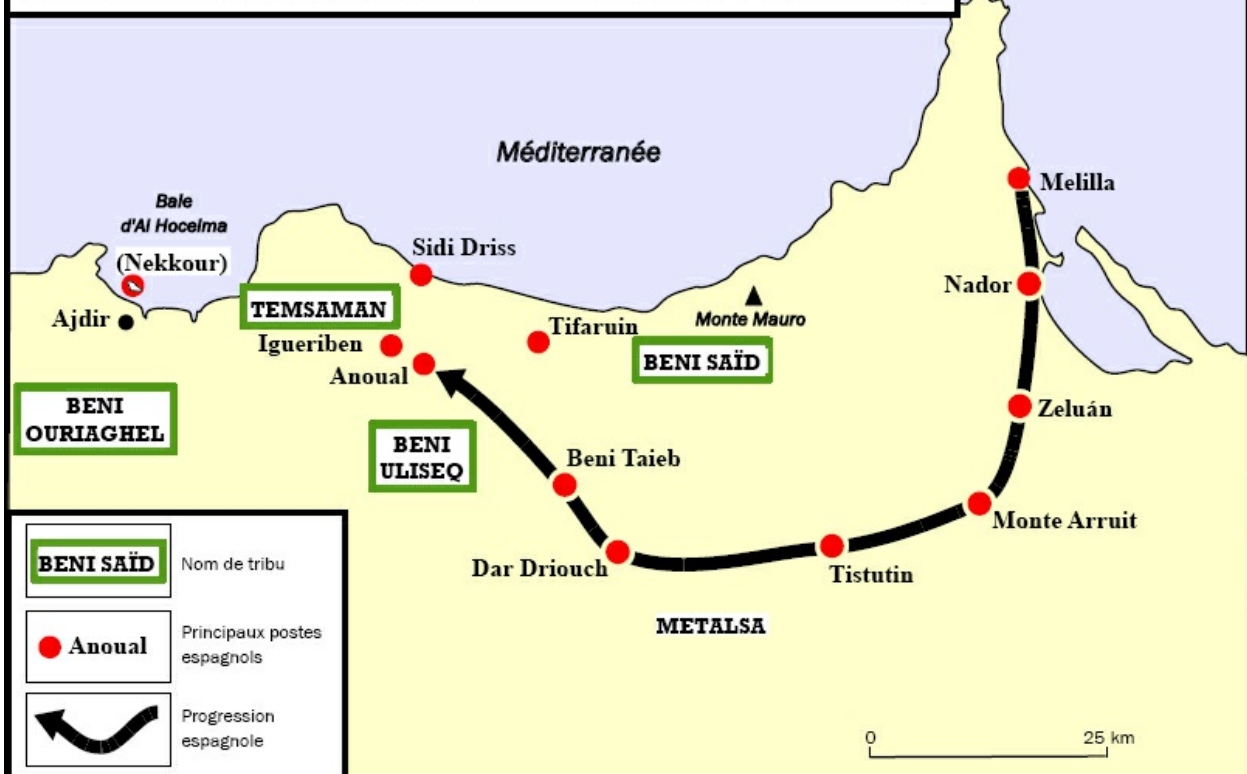 Méditerranée
Baie
d'Al Hoceima
(Nekkour)
Ajdir
Sidi Driss
TEMSAMAN
Igueriben
Anoual
Tifaruin
Monte Mauro
BENI SAÏD
Melilla
Nador
Zeluán
BENI
OURIAGHEL
BENI
ULISEQ
Beni Taieb
Monte Arruit
Dar Driouch
Tistutin
METALSA
BENI SAÏD
Nom de tribu
Anoual
Principaux postes
espagnols
Progression
espagnole
0
25 km